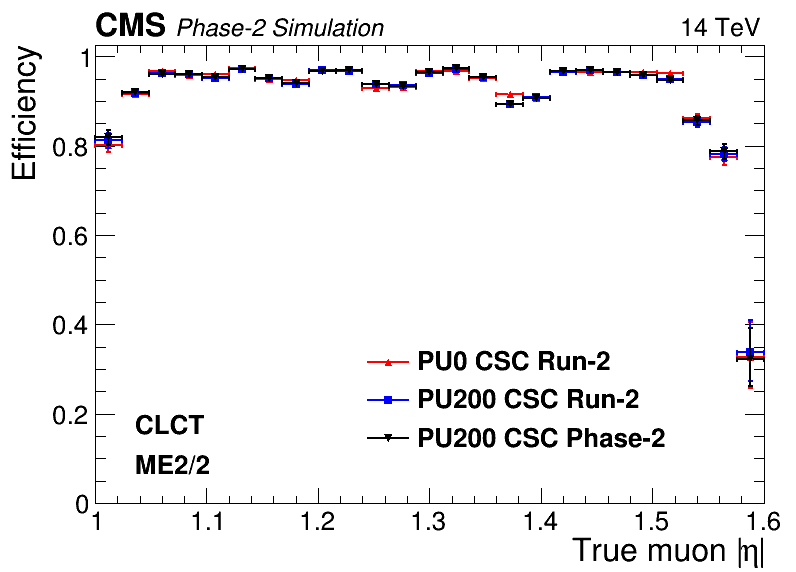 CMS Phase-2 Simulation 14 TeV
Efficiency
1
0.8
0.6
0.4
0.2
0
PU0 CSC Run-2
PU200 CSC Run-2
PU200 CSC Phase-2
CLCT
ME2/2
1 1.1 1.2 1.3 1.4 1.5 1.6
True muon |η|